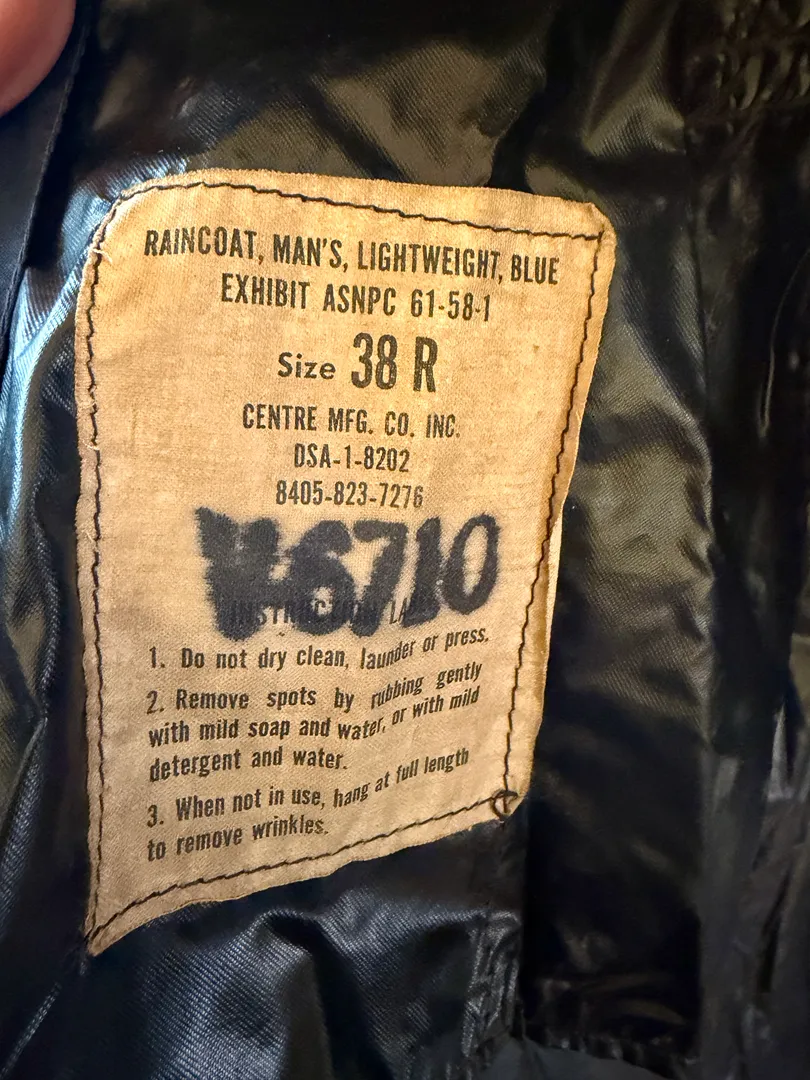 RAINCOAT, MAN'S, LIGHTWEIGHT, BLUE
EXHIBIT ASNPC 61-58-1
Size 38 R
CENTRE MFG. CO. INC.
DSA-1-8202
8405-823-7276
6710
INSTRUCTION
1. Do not dry clean, launder or press.
2. Remove spots by rubbing gently
with mild soap and water, or with mild
detergent and water.
3. When not in use, hang at full length
to remove wrinkles.